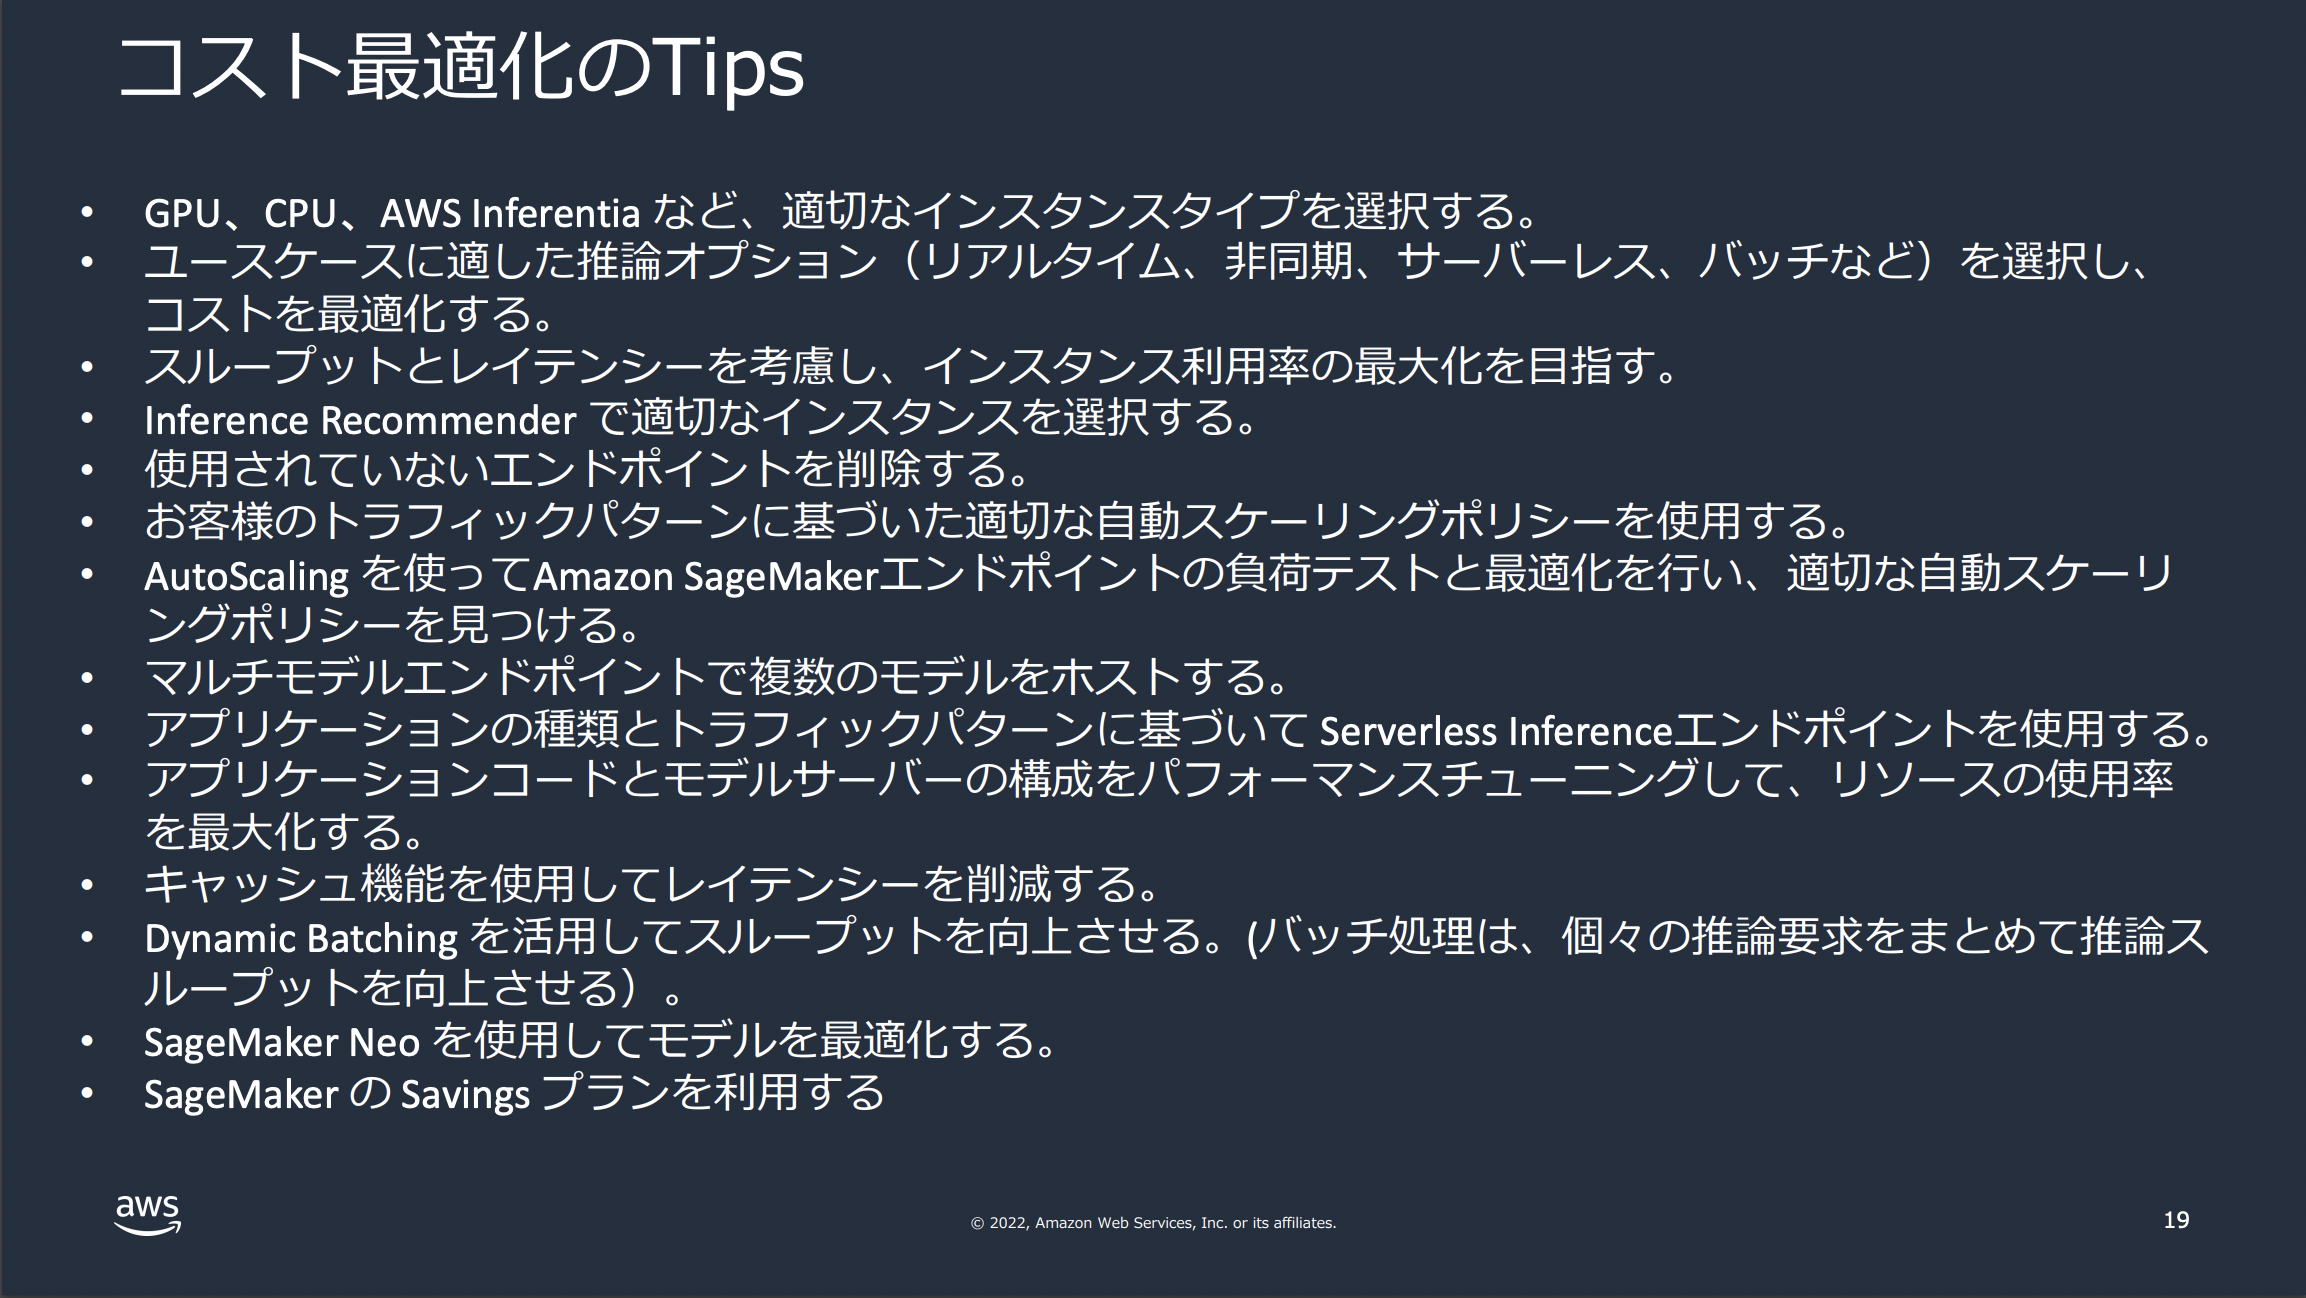 コスト最適化のTips
• GPU、CPU、AWS Inferentia など、適切なインスタンスタイプを選択する。
• ユースケースに適した推論オプション（リアルタイム、非同期、サーバーレス、バッチなど）を選択し、
コストを最適化する。
• スループットとレイテンシーを考慮し、インスタンス利用率の最大化を目指す。
• Inference Recommender で適切なインスタンスを選択する。
• 使用されていないエンドポイントを削除する。
• お客様のトラフィックパターンに基づいた適切な自動スケーリングポリシーを使用する。
• AutoScaling を使ってAmazon SageMakerエンドポイントの負荷テストと最適化を行い、適切な自動スケーリ
ングポリシーを見つける。
• マルチモデルエンドポイントで複数のモデルをホストする。
• アプリケーションの種類とトラフィックパターンに基づいて Serverless Inferenceエンドポイントを使用する。
• アプリケーションコードとモデルサーバーの構成をパフォーマンスチューニングして、リソースの使用率
を最大化する。
• キャッシュ機能を使用してレイテンシーを削減する。
• Dynamic Batching を活用してスループットを向上させる。(バッチ処理は、個々の推論要求をまとめて推論ス
ループットを向上させる）。
• SageMaker Neo を使用してモデルを最適化する。
• SageMaker の Savings プランを利用する
aws
© 2022, Amazon Web Services, Inc. or its affiliates.
19